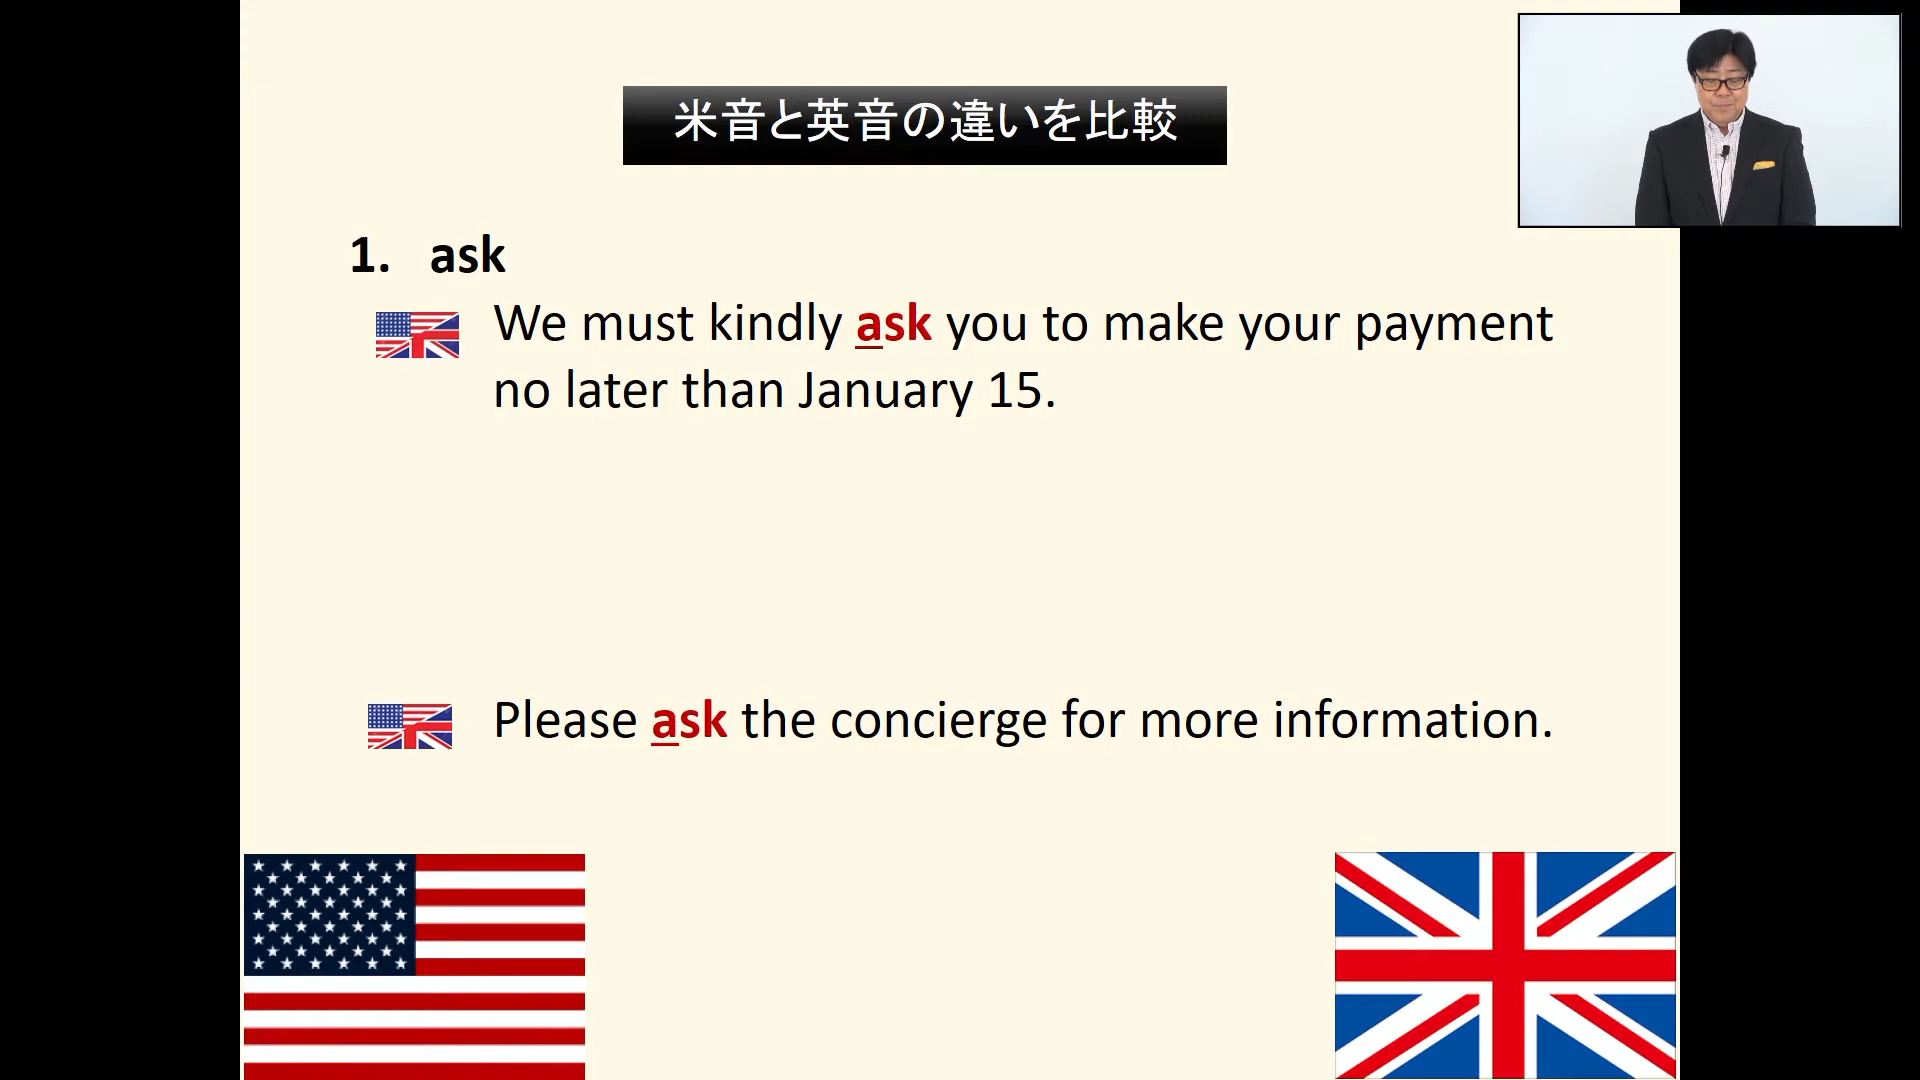 米音と英音の違いを比較
1. ask
We must kindly ask you to make your payment
no later than January 15.
Please ask the concierge for more information.